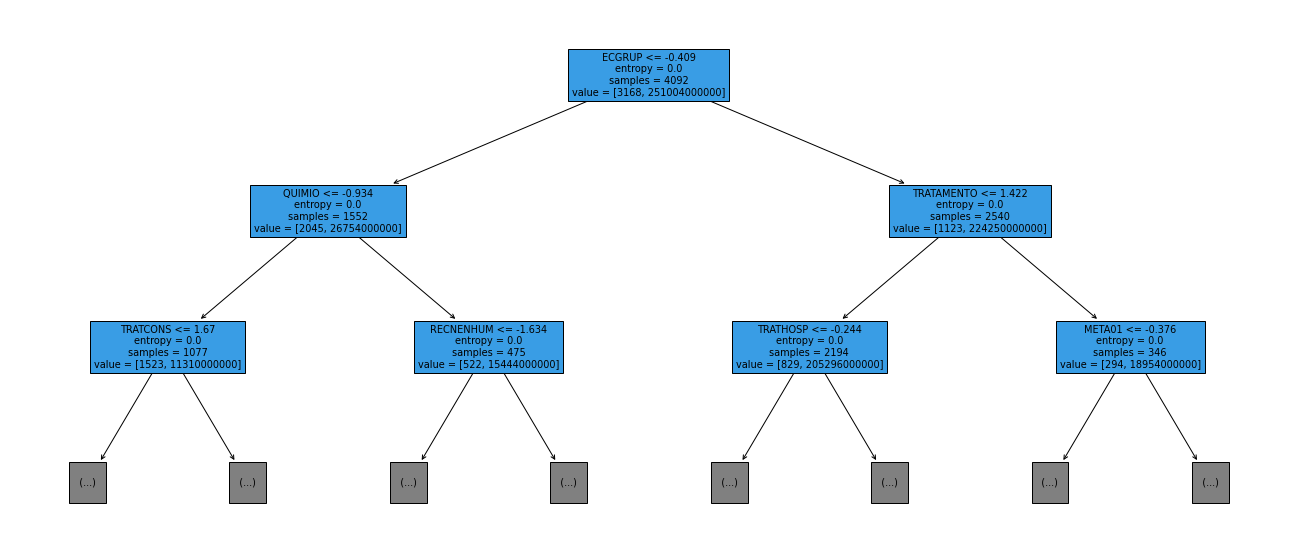 ECGRUP <= -0.409
entropy = 0.0
samples = 4092
value = [3168, 251004000000]
QUIMIO <= -0.934
entropy = 0.0
samples = 1552
value = [2045, 26754000000]
TRATAMENTO <= 1.422
entropy = 0.0
samples = 2540
value = [1123, 224250000000]
TRATCONS <= 1.67
entropy = 0.0
samples = 1077
value = [1523, 11310000000]
RECNENHUM <= -1.634
entropy = 0.0
samples = 475
value = [522, 15444000000]
TRATHOSP <= -0.244
entropy = 0.0
samples = 2194
value = [829, 205296000000]
META01 <= -0.376
entropy = 0.0
samples = 346
value = [294, 18954000000]
(...)
(...)
(...)
(...)
(...)
(...)
(...)
(...)